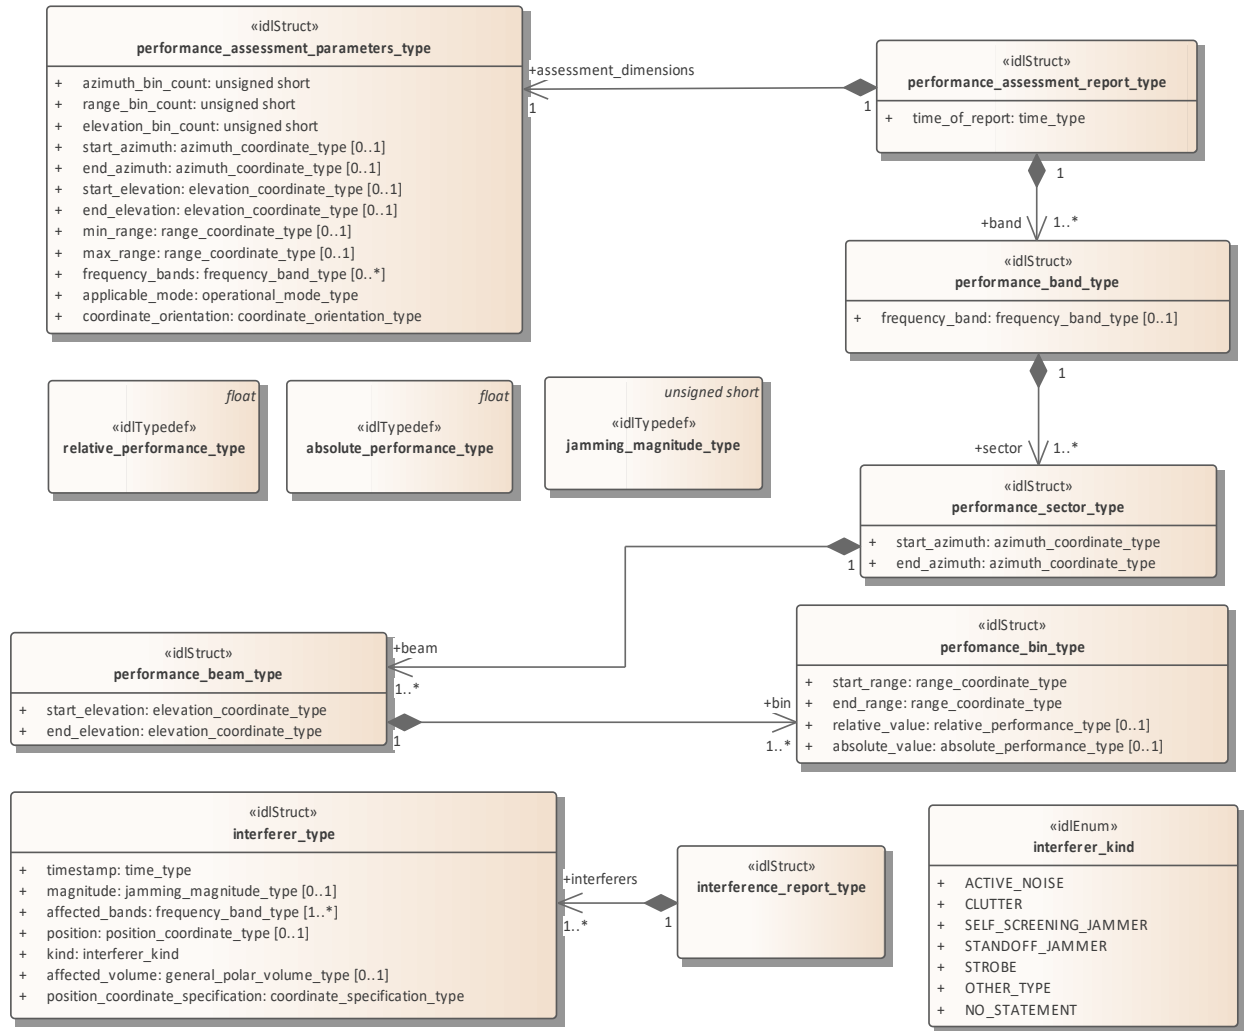 «idlStruct»
performance_assessment_parameters_type
+ azimuth_bin_count: unsigned short
+ range_bin_count: unsigned short
+ elevation_bin_count: unsigned short
+ start_azimuth: azimuth_coordinate_type [0..1]
+ end_azimuth: azimuth_coordinate_type [0..1]
+ start_elevation: elevation_coordinate_type [0..1]
+ end_elevation: elevation_coordinate_type [0..1]
+ min_range: range_coordinate_type [0..1]
+ max_range: range_coordinate_type [0..1]
+ frequency_bands: frequency_band_type [0..*]
+ applicable_mode: operational_mode_type
+ coordinate_orientation: coordinate_orientation_type
+assessment_dimensions
1
1
«idlStruct»
performance_assessment_report_type
+ time_of_report: time_type
1
+band
1..*
«idlStruct»
performance_band_type
+ frequency_band: frequency_band_type [0..1]
1
+sector
1..*
float
«idlTypedef»
relative_performance_type
float
«idlTypedef»
absolute_performance_type
unsigned short
«idlTypedef»
jamming_magnitude_type
«idlStruct»
performance_sector_type
+ start_azimuth: azimuth_coordinate_type
+ end_azimuth: azimuth_coordinate_type
1
+beam
1..*
«idlStruct»
performance_beam_type
+ start_elevation: elevation_coordinate_type
+ end_elevation: elevation_coordinate_type
1
+bin
1..*
«idlStruct»
perfomance_bin_type
+ start_range: range_coordinate_type
+ end_range: range_coordinate_type
+ relative_value: relative_performance_type [0..1]
+ absolute_value: absolute_performance_type [0..1]
«idlStruct»
interferer_type
+ timestamp: time_type
+ magnitude: jamming_magnitude_type [0..1]
+ affected_bands: frequency_band_type [1..*]
+ position: position_coordinate_type [0..1]
+ kind: interferer_kind
+ affected_volume: general_polar_volume_type [0..1]
+ position_coordinate_specification: coordinate_specification_type
+interferers
1..*
1
«idlStruct»
interference_report_type
«idlEnum»
interferer_kind
+ ACTIVE_NOISE
+ CLUTTER
+ SELF_SCREENING_JAMMER
+ STANDOFF_JAMMER
+ STROBE
+ OTHER_TYPE
+ NO_STATEMENT